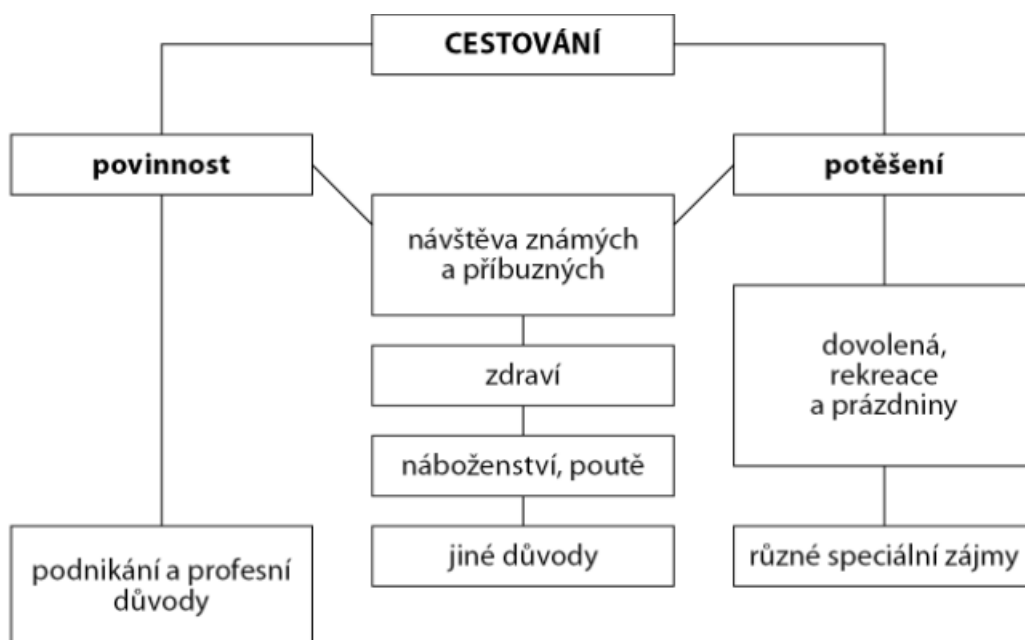 CESTOVÁNÍ
povinnost
potěšení
návštěva známých
a příbuzných
zdraví
náboženství, poutě
jiné důvody
dovolená,
rekreace
a prázdniny
různé speciální zájmy
podnikání a profesní
důvody